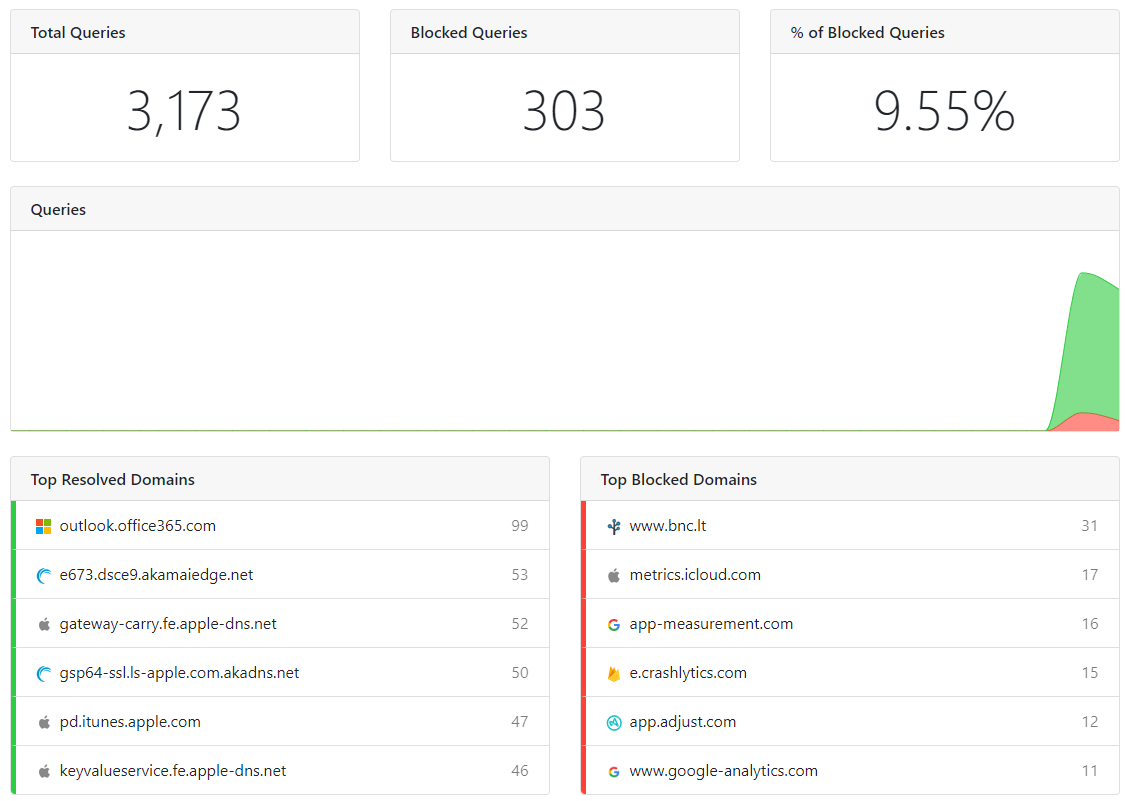 Total Queries
3,173
Blocked Queries
303
% of Blocked Queries
9.55%
Queries
Top Resolved Domains
outlook.office365.com 99
e673.dsce9.akamaiedge.net 53
gateway-carry.fe.apple-dns.net 52
gsp64-ssl.ls-apple.com.akadns.net 50
pd.itunes.apple.com 47
keyvalueservice.fe.apple-dns.net 46
Top Blocked Domains
www.bnc.lt 31
metrics.icloud.com 17
app-measurement.com 16
e.crashlytics.com 15
app.adjust.com 12
www.google-analytics.com 11